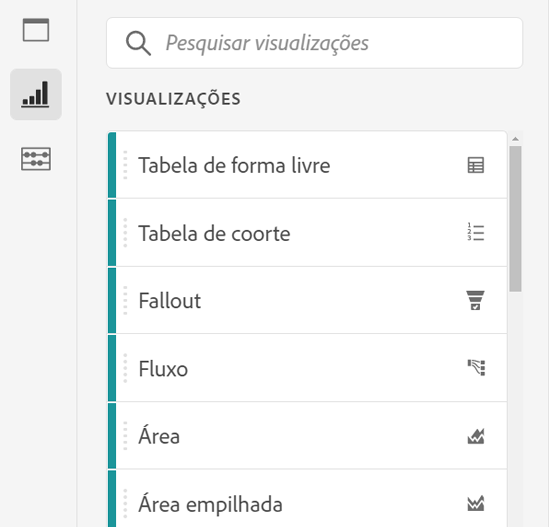 Pesquisar visualizações
VISUALIZAÇÕES
Tabela de forma livre
Tabela de coorte
Fallout
Fluxo
Área
Área empilhada